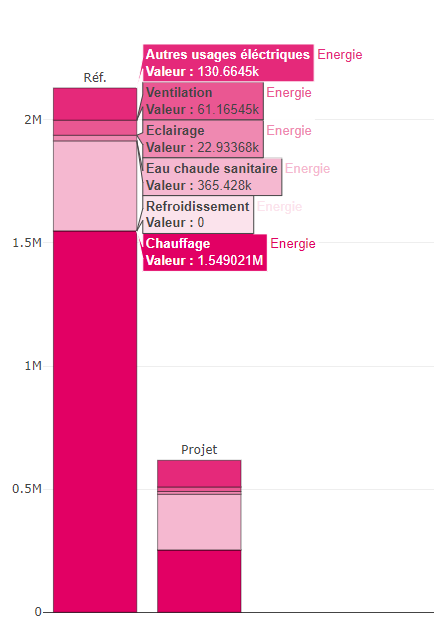 Autres usages éléctriques Energie
Valeur : 130.6645k
Réf.
Ventilation Energie
Valeur : 61.16545k
2M
Eclairage Energie
Valeur : 22.93368k
Eau chaude sanitaire Energie
Valeur : 365.428k
Refroidissement Energie
Valeur : 0
1.5M
Chauffage Energie
Valeur : 1.549021M
1M
Projet
0.5M
0